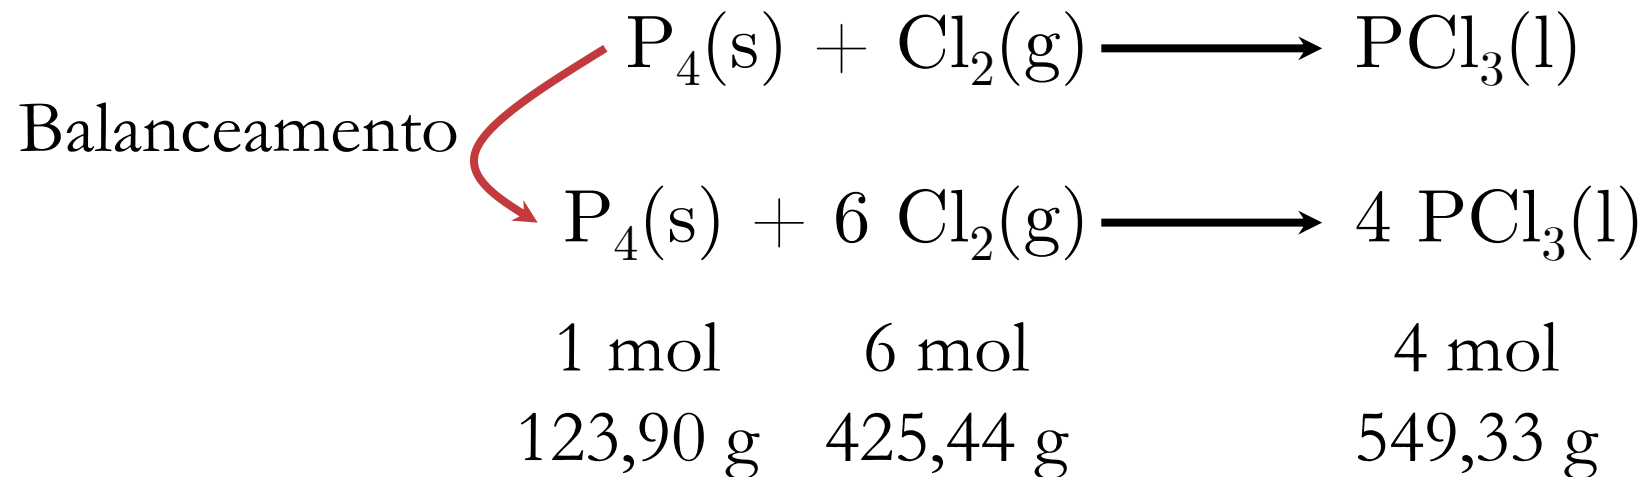 P₄(s) + Cl₂(g) ⟶ PCl₃(l)
Balanceamento
P₄(s) + 6 Cl₂(g) ⟶ 4 PCl₃(l)
1 mol 6 mol 4 mol
123,90 g 425,44 g 549,33 g